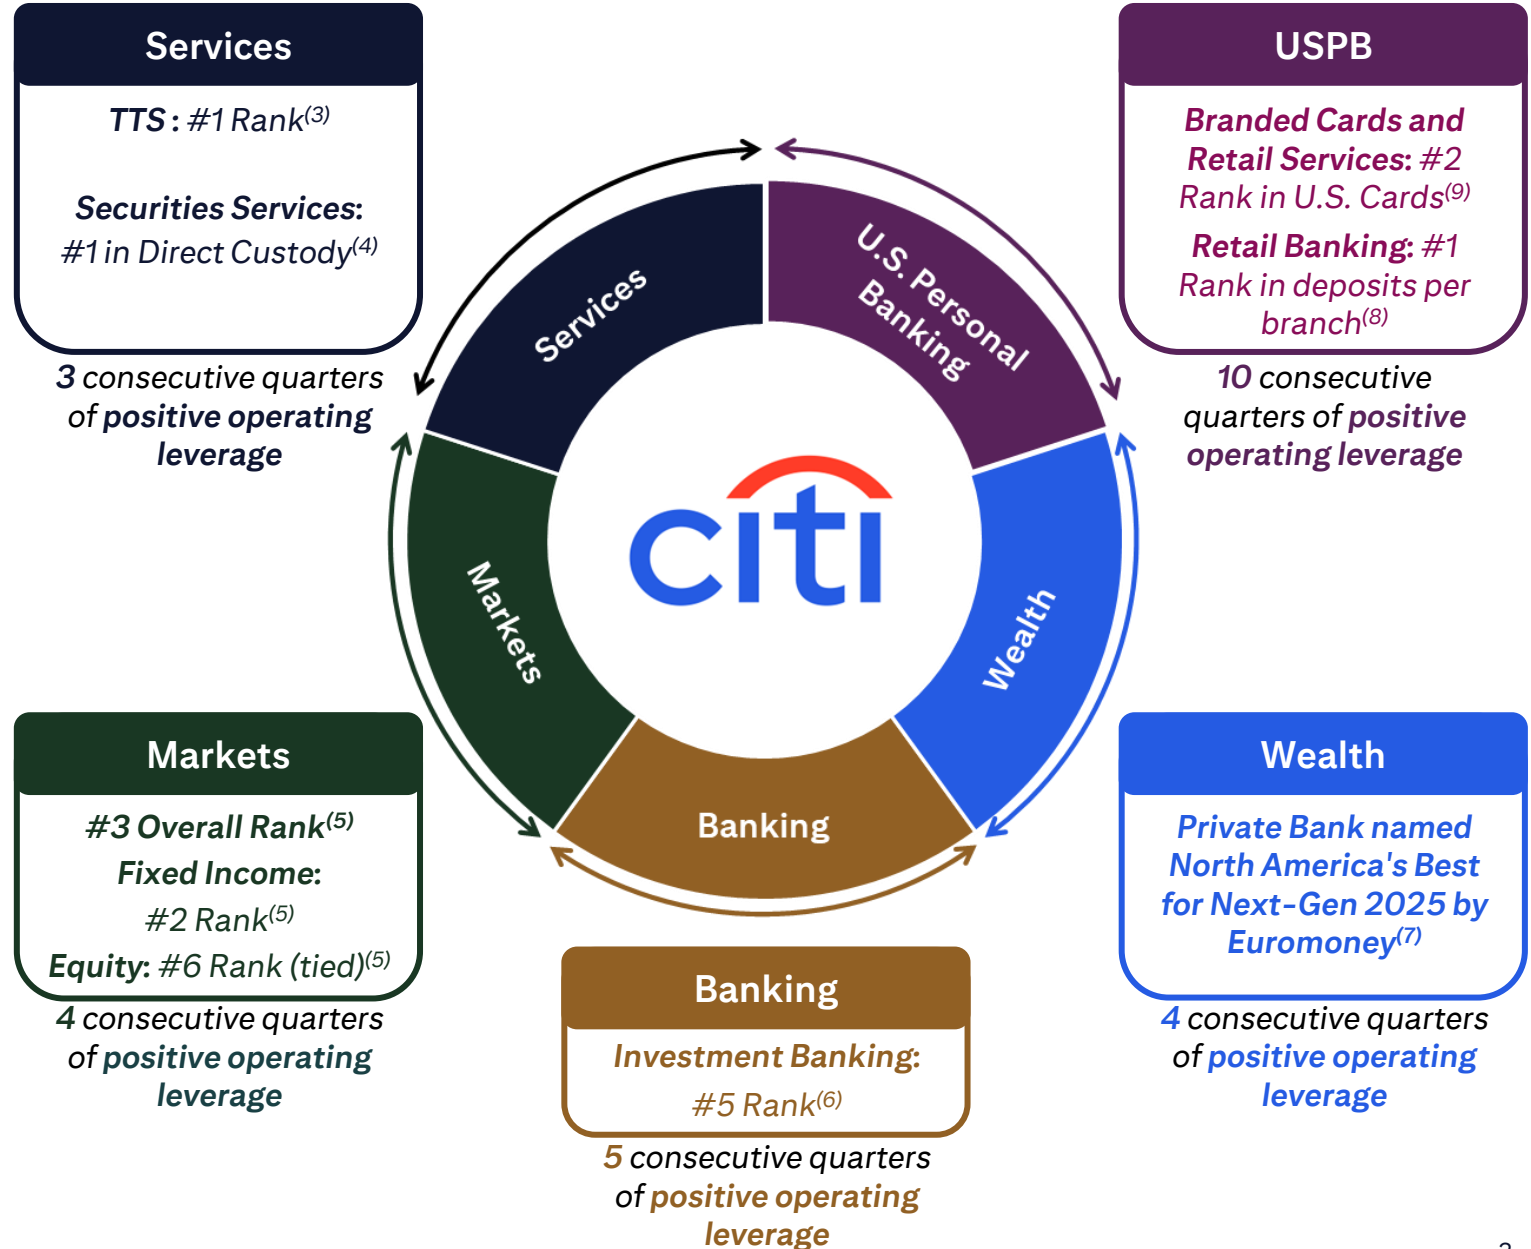 Services
TTS : #1 Rank(3)
Securities Services:
#1 in Direct Custody(4)
3 consecutive quarters
of positive operating
leverage
USPB
Branded Cards and
Retail Services: #2
Rank in U.S. Cards(9)
Retail Banking: #1
Rank in deposits per
branch(8)
10 consecutive
quarters of positive
operating leverage
Services
U.S. Personal
Banking
Markets
citi
Wealth
Banking
Markets
#3 Overall Rank(5)
Fixed Income:
#2 Rank(5)
Equity: #6 Rank (tied)(5)
4 consecutive quarters
of positive operating
leverage
Wealth
Private Bank named
North America's Best
for Next-Gen 2025 by
Euromoney(7)
4 consecutive quarters
of positive operating
leverage
Banking
Investment Banking:
#5 Rank(6)
5 consecutive quarters
of positive operating
leverage